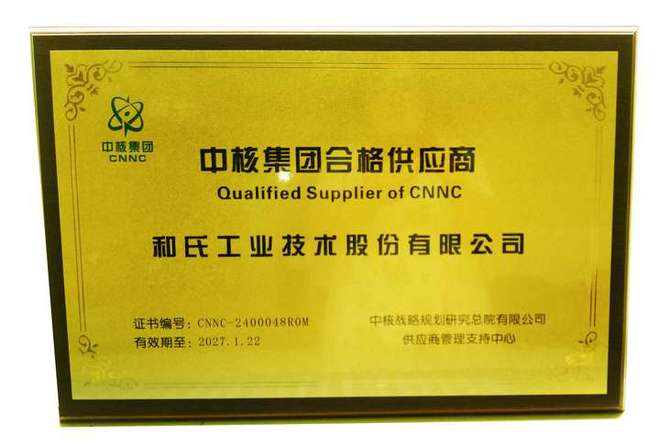 中核集团
CNNC
中核集团合格供应商
Qualified Supplier of CNNC
和氏工业技术股份有限公司
证书编号: CNNC-2400048R0M
有效期至: 2027.1.22
中核战略规划研究总院有限公司
供应商管理支持中心